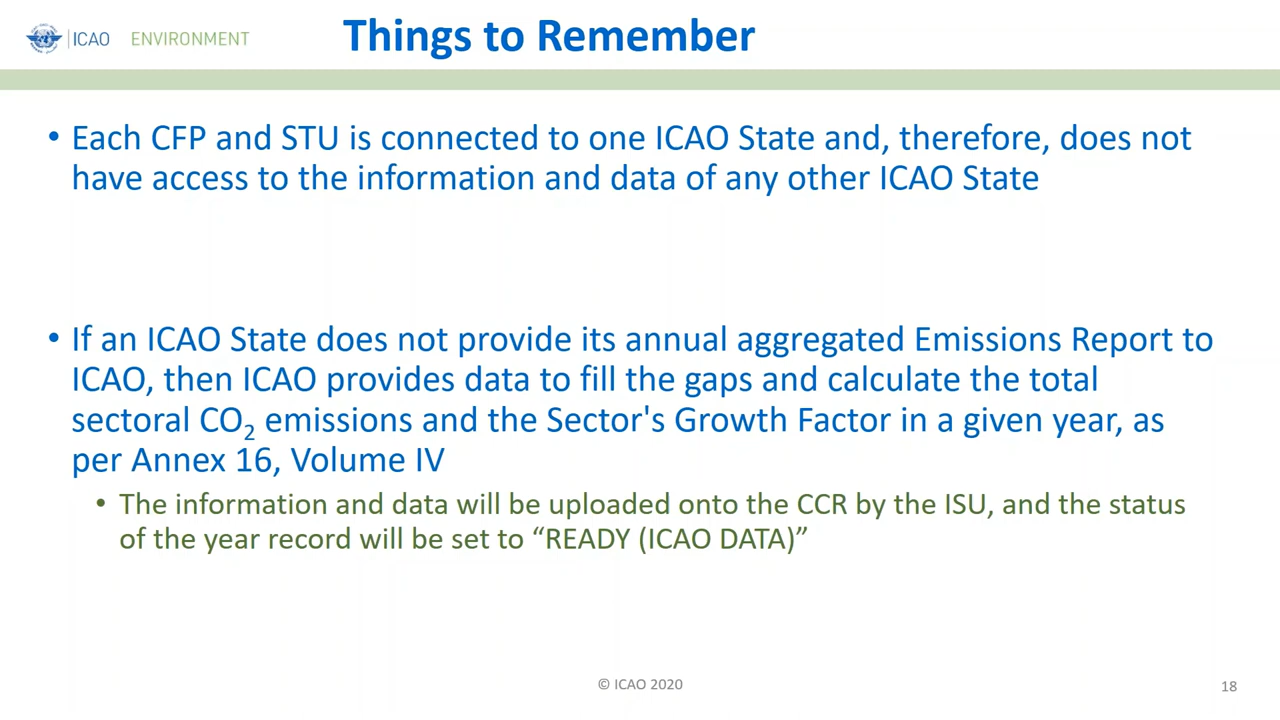 ICAO ENVIRONMENT
Things to Remember
• Each CFP and STU is connected to one ICAO State and, therefore, does not
have access to the information and data of any other ICAO State
• If an ICAO State does not provide its annual aggregated Emissions Report to
ICAO, then ICAO provides data to fill the gaps and calculate the total
sectoral CO₂ emissions and the Sector's Growth Factor in a given year, as
per Annex 16, Volume IV
• The information and data will be uploaded onto the CCR by the ISU, and the status
of the year record will be set to “READY (ICAO DATA)”
© ICAO 2020
18